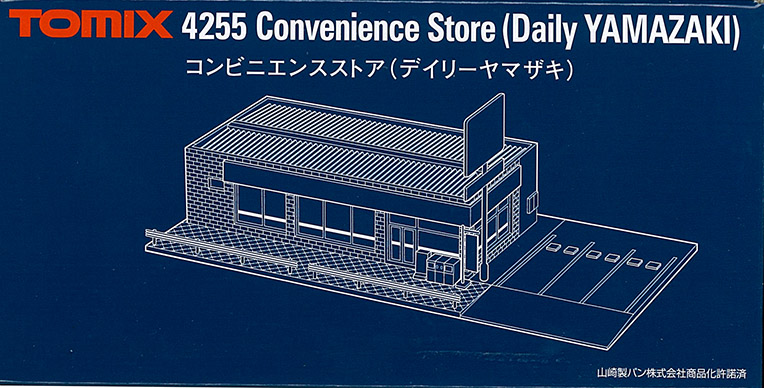 TOMIX 4255 Convenience Store (Daily YAMAZAKI)
コンビニエンスストア(デイリーヤマザキ)
山崎製パン株式会社商品化許諾済